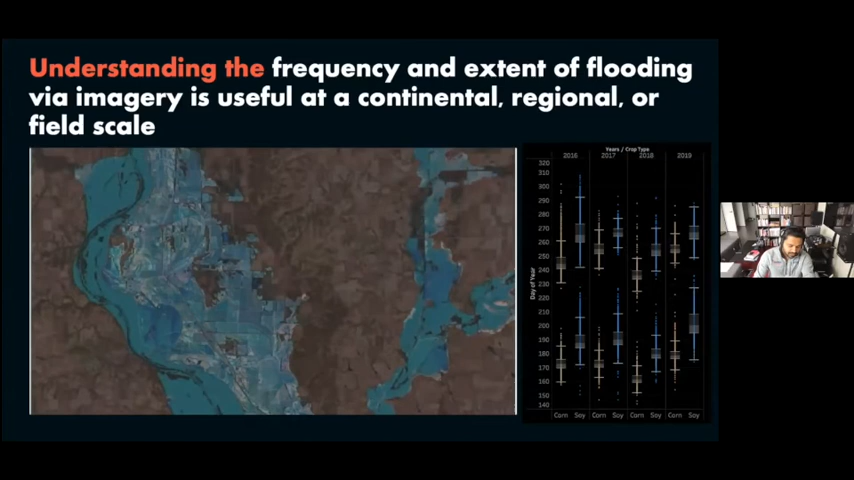 Understanding the frequency and extent of flooding
via imagery is useful at a continental, regional, or
field scale
Years / Crop Type
2016 2017 2018 2019
Day of Year
320
310
300
290
280
270
260
250
240
230
220
210
200
190
180
170
160
150
140
Corn Soy Corn Soy Corn Soy Corn Soy